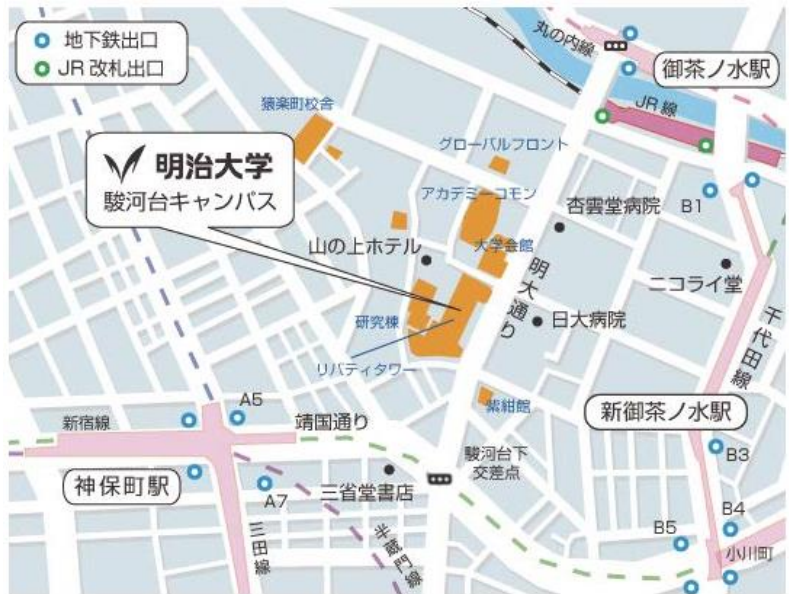 地下鉄出口
JR 改札出口
丸の内線
御茶ノ水駅
JR 線
猿楽町校舎
グローバルフロント
明治大学
駿河台キャンパス
アカデミーコモン
杏雲堂病院
B1
山の上ホテル
大学会館
明大通り
ニコライ堂
研究棟
日大病院
千代田線
リバティタワー
紫紺館
新御茶ノ水駅
A5
新宿線
靖国通り
駿河台下
交差点
B3
神保町駅
A7
三省堂書店
三田線
半蔵門線
B4
B5
小川町